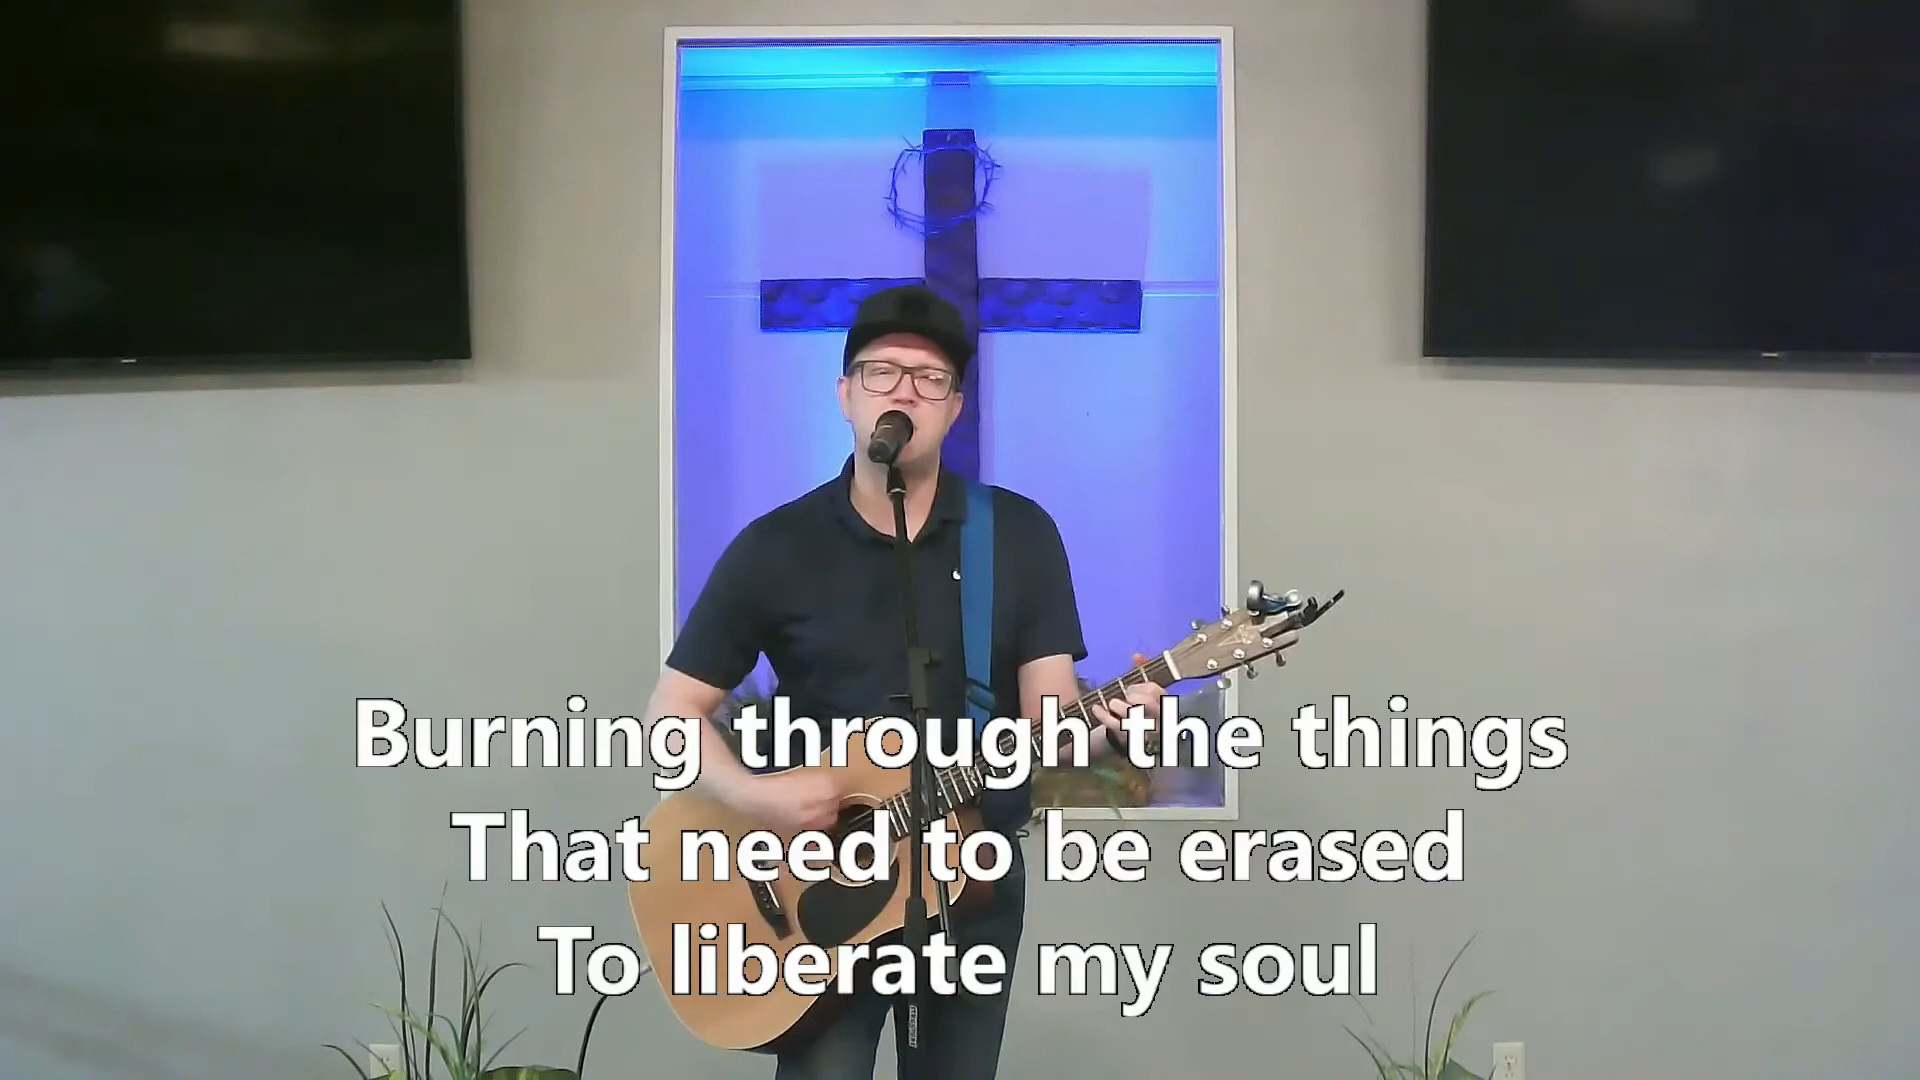 Burning through the things
That need to be erased
To liberate my soul